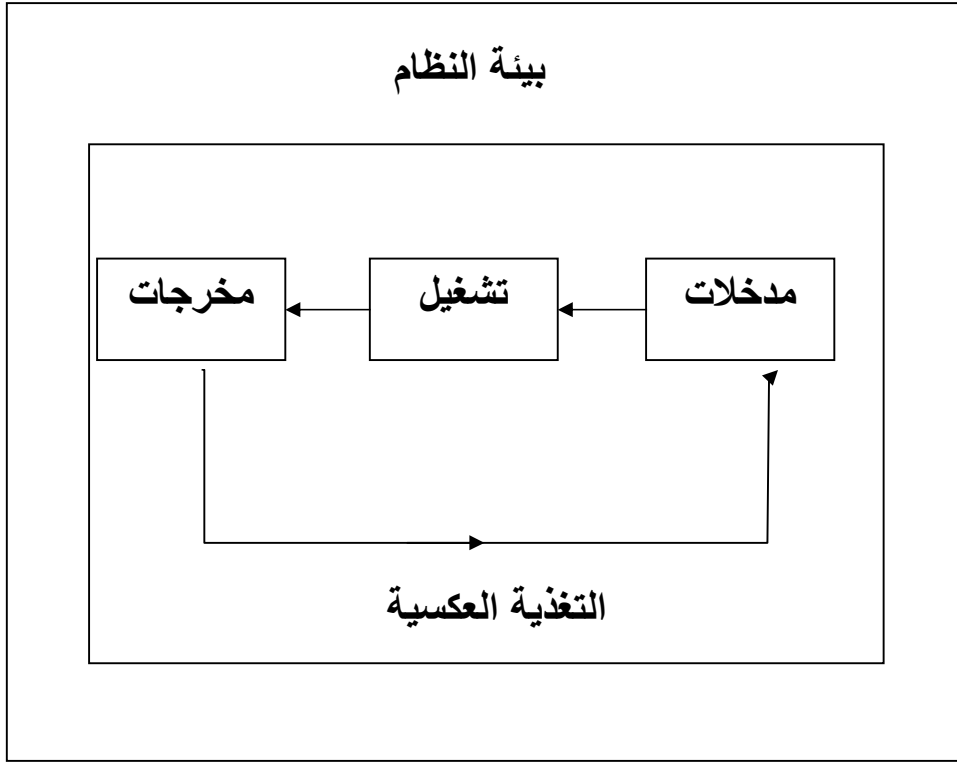 بيئة النظام
مدخلات
تشغيل
مخرجات
التغذية العكسية